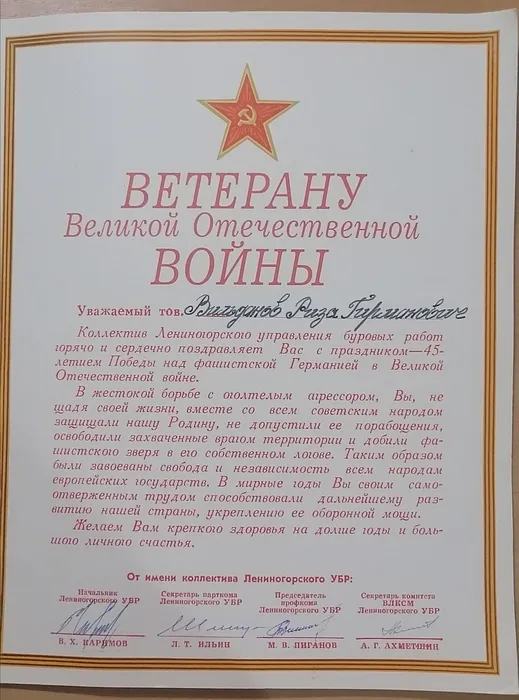 ВЕТЕРАНУ
Великой Отечественной
ВОЙНЫ
Уважаемый тов. Вильданов Риза Гирманович
Коллектив Лениногорского управления буровых работ
горячо и сердечно поздравляет Вас с праздником—45-
летием Победы над фашистской Германией в Великой
Отечественной войне.
В жестокой борьбе с оголтелым агрессором, Вы, не
щадя своей жизни, вместе со всем советским народом
защищали нашу Родину, не допустили ее порабощения,
освободили захваченные врагом территории и добили фа-
шистского зверя в его собственном логове. Таким образом
были завоеваны свобода и независимость всем народам
европейских государств. В мирные годы Вы своим само-
отверженным трудом способствовали дальнейшему раз-
витию нашей страны, укреплению ее оборонной мощи.
Желаем Вам крепкого здоровья на долгие годы и боль-
шого личного счастья.
От имени коллектива Лениногорского УБР:
Начальник
Лениногорского УБР
Секретарь парткома
Лениногорского УБР
Председатель
профкома
Лениногорского УБР
Секретарь комитета
ВЛКСМ
Лениногорского УБР
В. Х. КАРИМОВ
Л. Т. ИЛЬИН
М. В. ПИГАНОВ
А. Г. АХМЕТШИН